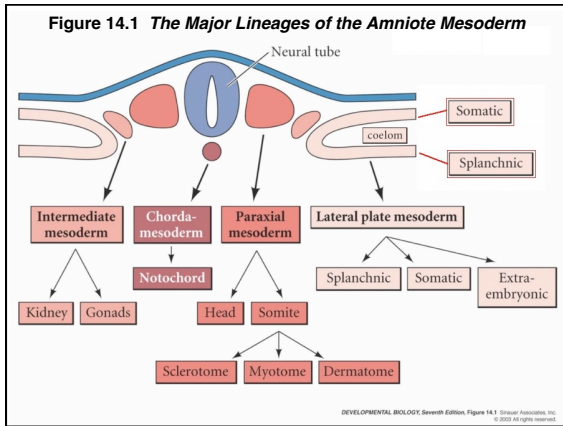 Figure 14.1 The Major Lineages of the Amniote Mesoderm
Neural tube
Somatic
coelom
Splanchnic
Intermediate
mesoderm
Chorda-
mesoderm
Paraxial
mesoderm
Lateral plate mesoderm
Notochord
Splanchnic
Somatic
Extra-
embryonic
Kidney
Gonads
Head
Somite
Sclerotome
Myotome
Dermatome
DEVELOPMENTAL BIOLOGY, Seventh Edition, Figure 14.1 Sinauer Associates, Inc.
© 2003 All rights reserved.